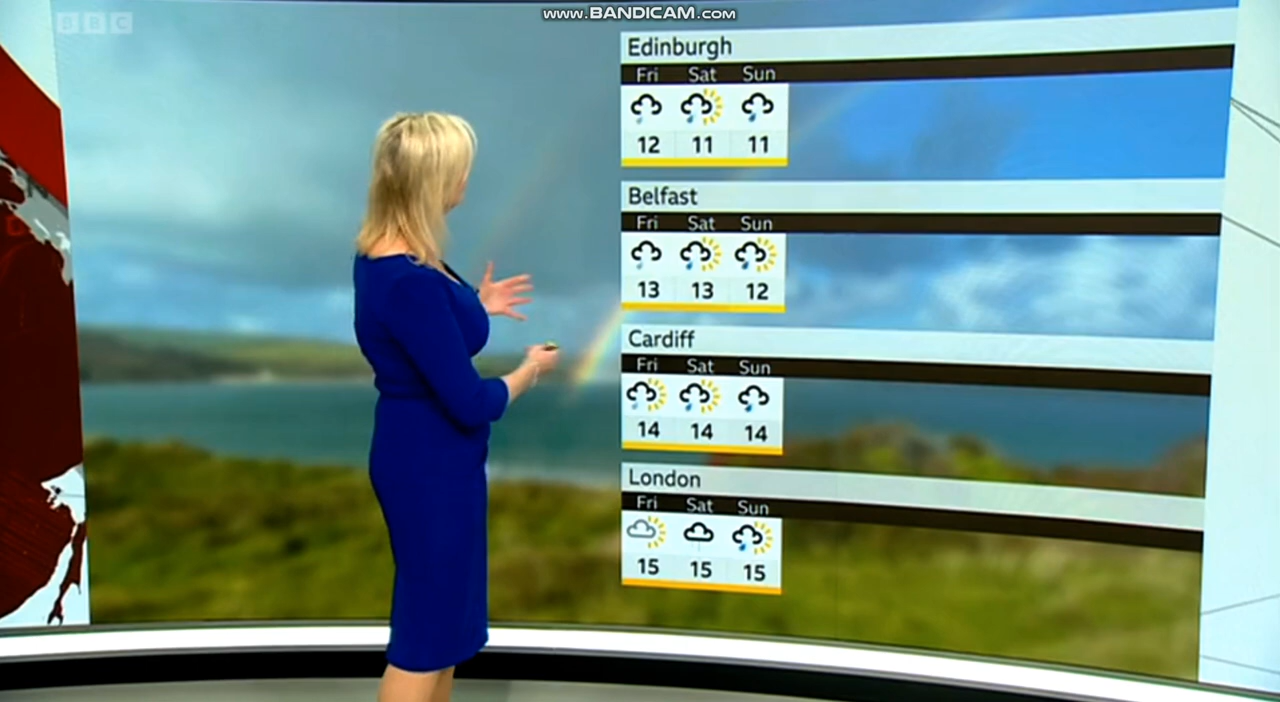 BBC
www.BANDICAM.com
Edinburgh
Fri Sat Sun
12 11 11
Belfast
Fri Sat Sun
13 13 12
Cardiff
Fri Sat Sun
14 14 14
London
Fri Sat Sun
15 15 15